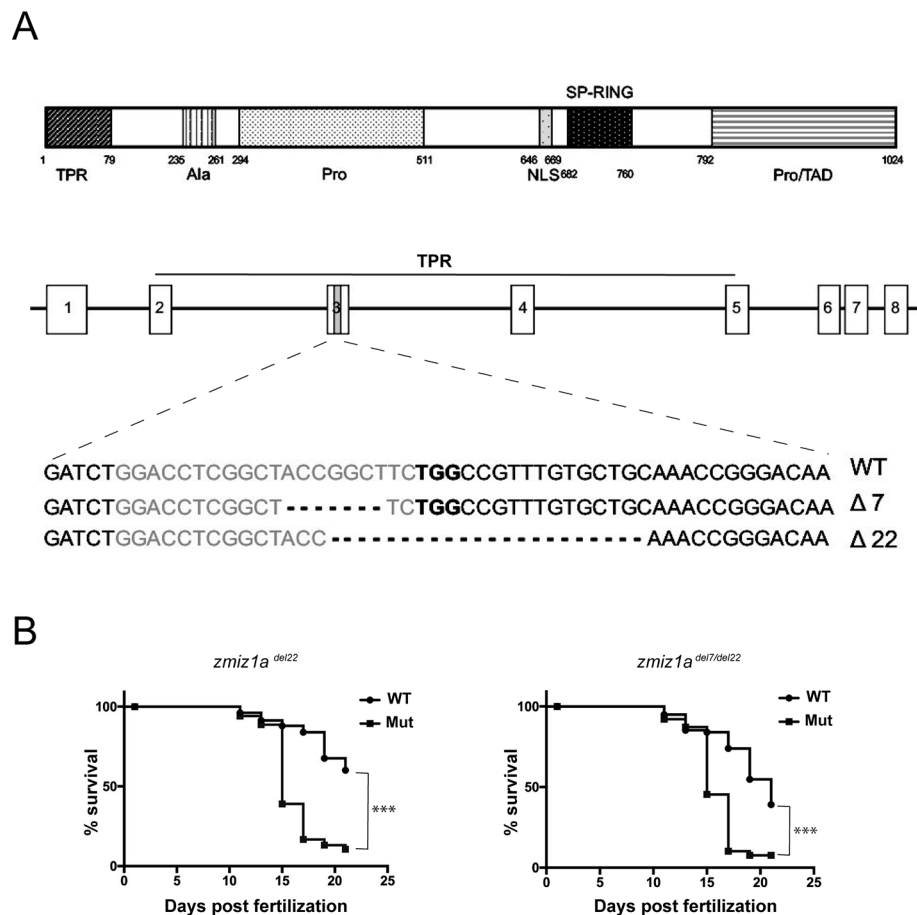 A
SP-RING
1 79 235 261 294 511 646 669 682 760 792 1024
TPR Ala Pro NLS Pro/TAD
TPR
1 2 3 4 5 6 7 8
GATCTGGACCTCGGCTACCGGCTTCTGGCCGTTTGTGCTGCAAACCGGGACAA WT
GATCTGGACCTCGGCT-------TCTGGCCGTTTGTGCTGCAAACCGGGACAA Δ 7
GATCTGGACCTCGGCTACC----------------------AAACCGGGACAA Δ 22
B
zmiz1a del22
100
50
0
% survival
0 5 10 15 20 25
Days post fertilization
WT
Mut
***
zmiz1a del7/del22
100
50
0
% survival
0 5 10 15 20 25
Days post fertilization
WT
Mut
***